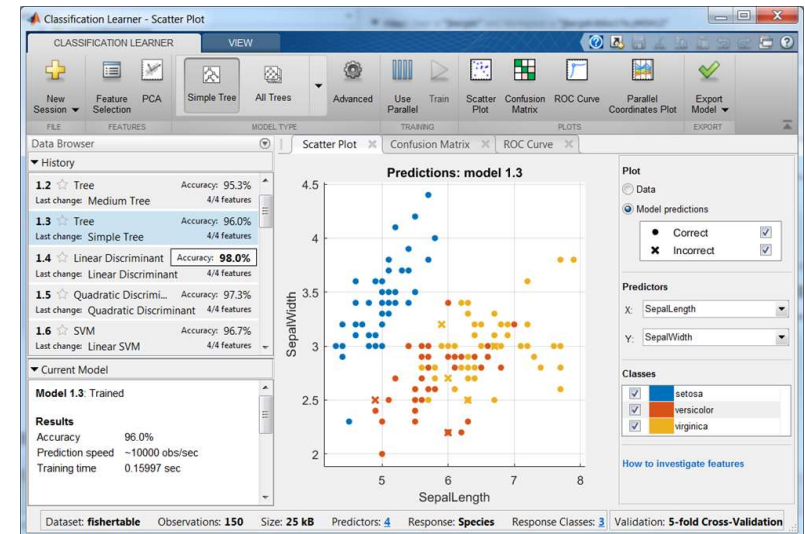 Classification Learner - Scatter Plot
CLASSIFICATION LEARNER VIEW
New Session
Feature Selection
PCA
Simple Tree
All Trees
Advanced
Use Parallel
Train
Scatter Plot
Confusion Matrix
ROC Curve
Parallel Coordinates Plot
Export Model
FILE FEATURES MODEL TYPE TRAINING PLOTS EXPORT
Data Browser
History
1.2 Tree Accuracy: 95.3%
Last change: Medium Tree 4/4 features
1.3 Tree Accuracy: 96.0%
Last change: Simple Tree 4/4 features
1.4 Linear Discriminant Accuracy: 98.0%
Last change: Linear Discriminant 4/4 features
1.5 Quadratic Discrimi... Accuracy: 97.3%
Last change: Quadratic Discriminant 4/4 features
1.6 SVM Accuracy: 96.7%
Last change: Linear SVM 4/4 features
Current Model
Model 1.3: Trained
Results
Accuracy 96.0%
Prediction speed ~10000 obs/sec
Training time 0.15997 sec
Scatter Plot Confusion Matrix ROC Curve
Predictions: model 1.3
4.5
4
3.5
3
2.5
2
SepalWidth
5 6 7 8
SepalLength
Plot
Data
Model predictions
Correct
Incorrect
Predictors
X: SepalLength
Y: SepalWidth
Classes
setosa
versicolor
virginica
How to investigate features
Dataset: fishertable Observations: 150 Size: 25 kB Predictors: 4 Response: Species Response Classes: 3 Validation: 5-fold Cross-Validation